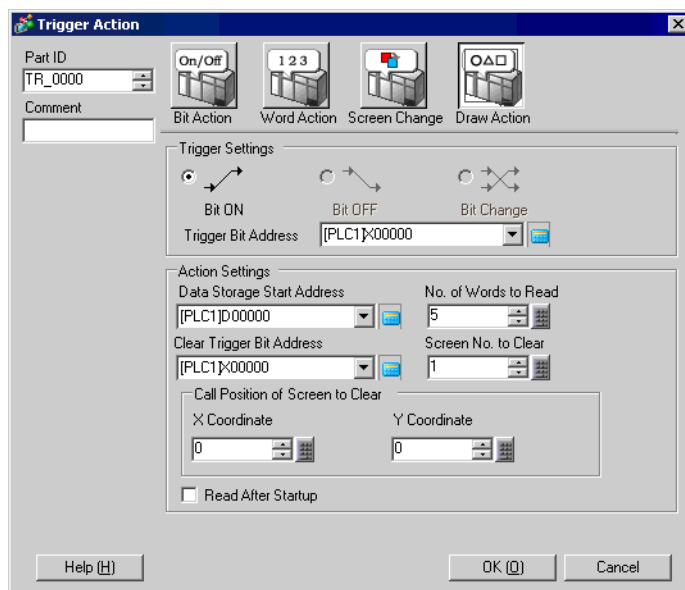 Trigger Action
Part ID
TR_0000
Comment
On/Off
1 2 3
Bit Action
Word Action
Screen Change
Draw Action
Trigger Settings
Bit ON
Bit OFF
Bit Change
Trigger Bit Address
[PLC1]X00000
Action Settings
Data Storage Start Address
No. of Words to Read
[PLC1]D00000
5
Clear Trigger Bit Address
Screen No. to Clear
[PLC1]X00000
1
Call Position of Screen to Clear
X Coordinate
Y Coordinate
0
0
Read After Startup
Help (H)
OK (O)
Cancel